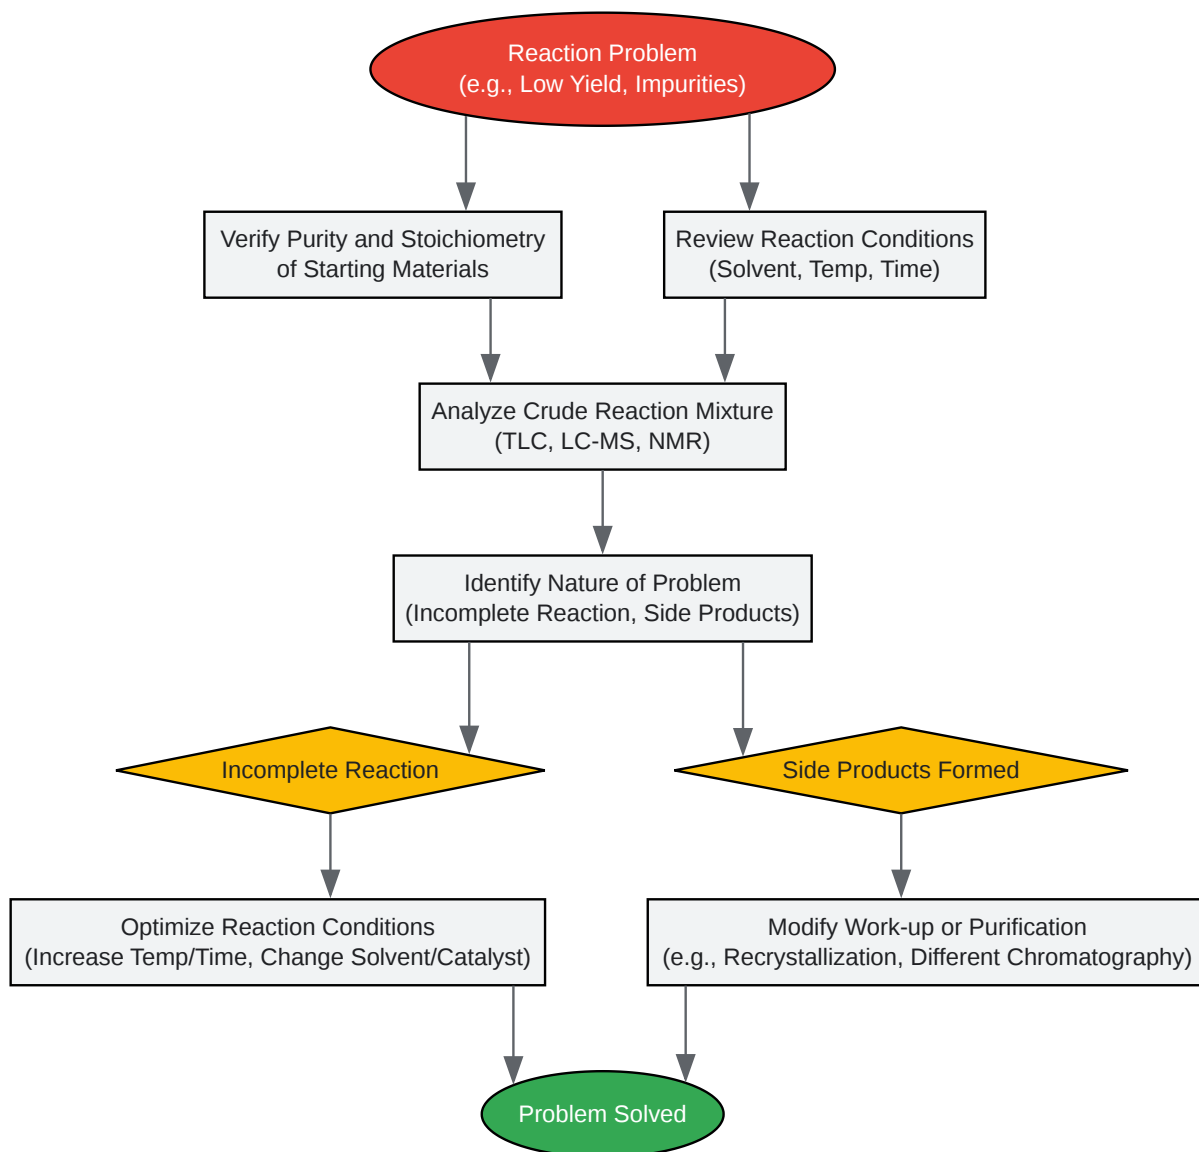 Reaction Problem
(e.g., Low Yield, Impurities)
Verify Purity and Stoichiometry
of Starting Materials
Review Reaction Conditions
(Solvent, Temp, Time)
Analyze Crude Reaction Mixture
(TLC, LC-MS, NMR)
Identify Nature of Problem
(Incomplete Reaction, Side Products)
Incomplete Reaction
Side Products Formed
Optimize Reaction Conditions
(Increase Temp/Time, Change Solvent/Catalyst)
Modify Work-up or Purification
(e.g., Recrystallization, Different Chromatography)
Problem Solved